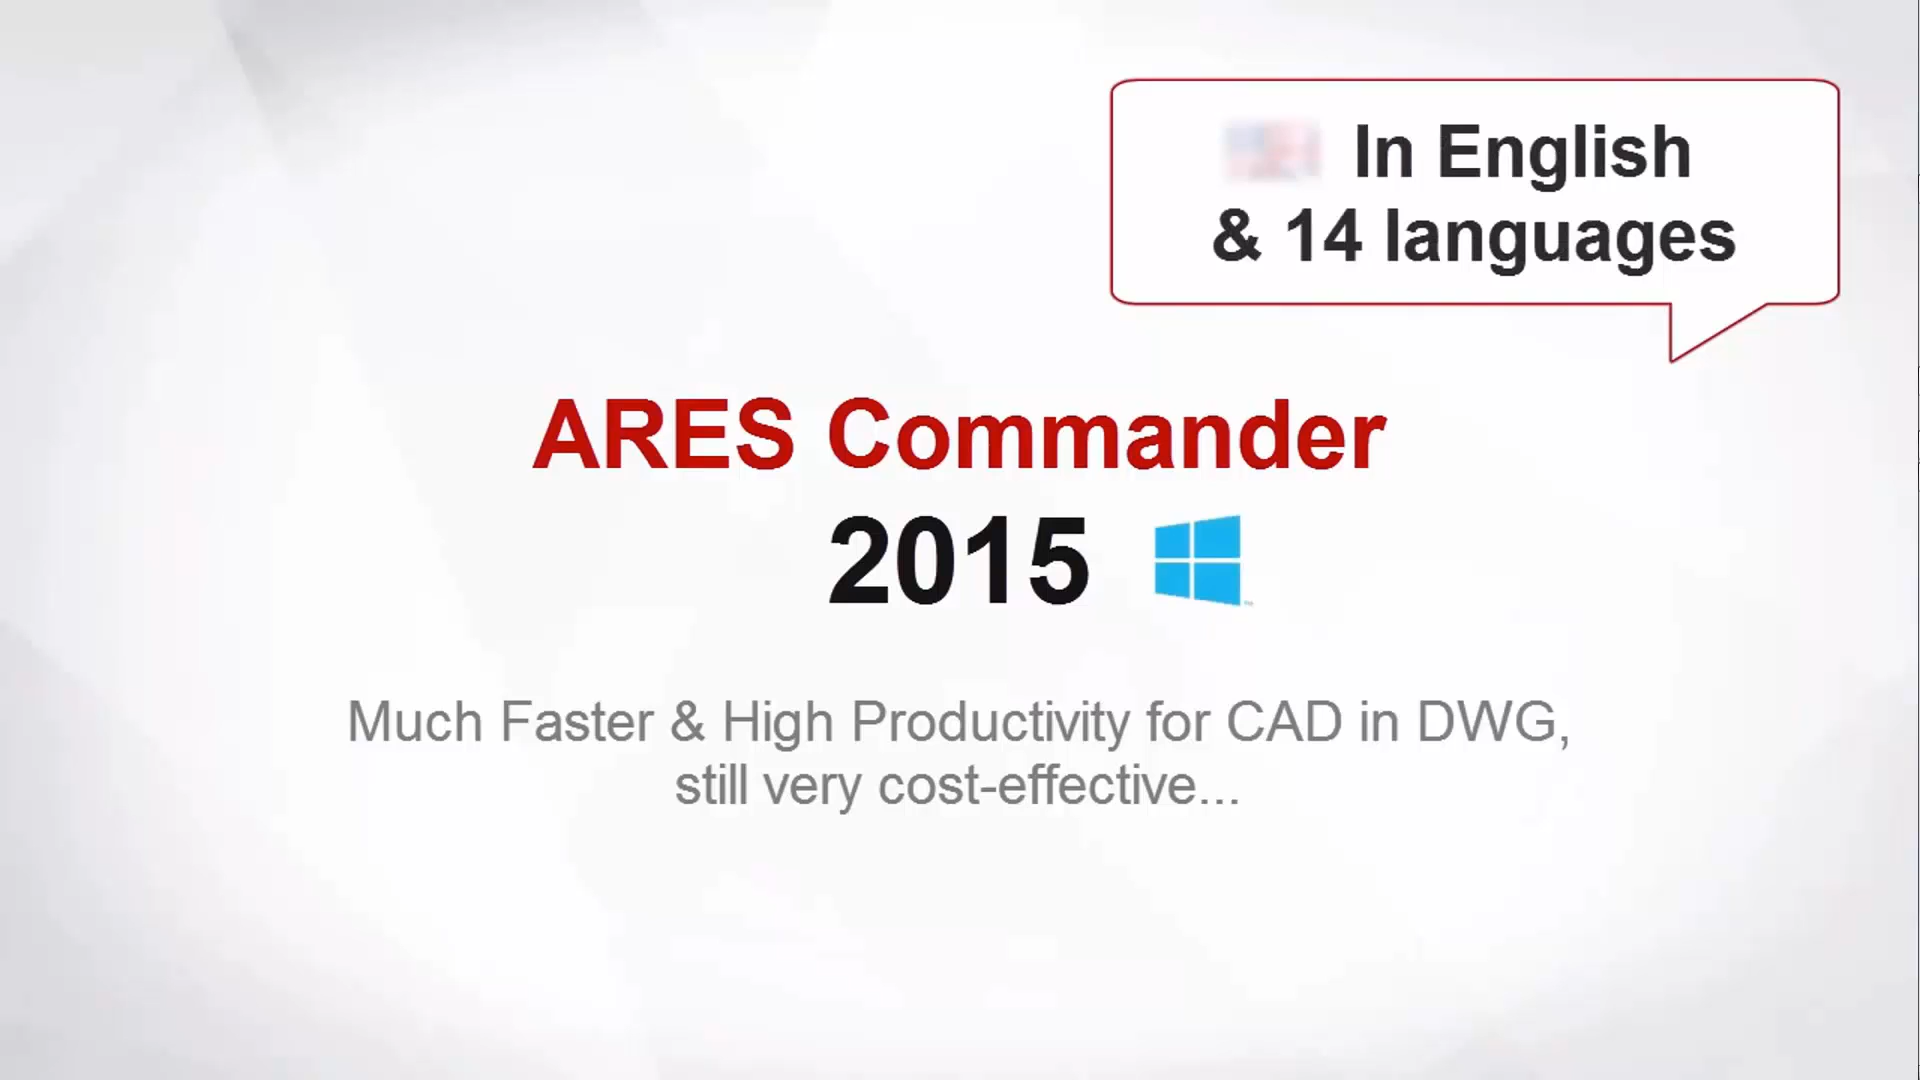 In English
& 14 languages
ARES Commander
2015
Much Faster & High Productivity for CAD in DWG,
still very cost-effective...